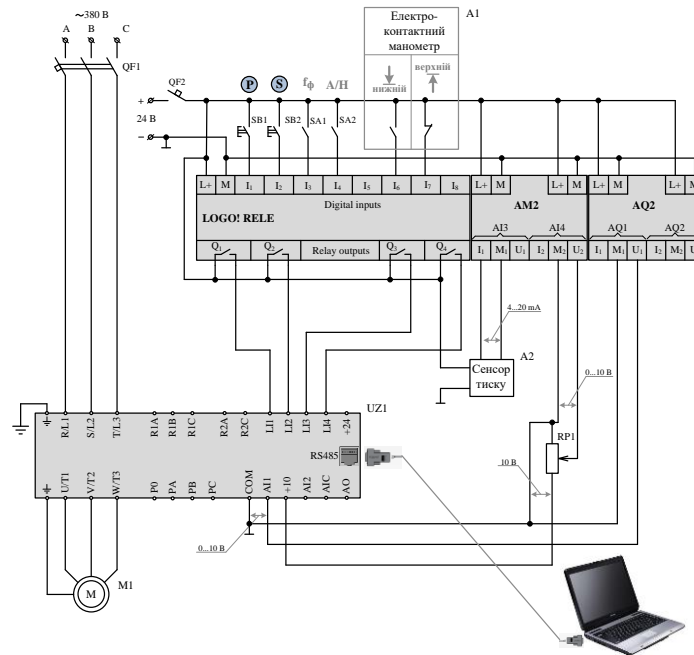 ~380 В
A B C
QF1
QF2
+
24 В
−
P S fф A/H
SB1 SB2 SA1 SA2
A1
Електро-
контактний
манометр
нижній
верхній
L+ M I1 I2 I3 I4 I5 I6 I7 I8 L+ M L+ M L+ M L+ M
Digital inputs
LOGO! RELE
AM2
AQ2
AI3 AI4 AQ1 AQ2
Q1 Q2 Relay outputs Q3 Q4
I1 M1 U1 I2 M2 U2 I1 M1 U1 I2 M2 U
4...20 mA
A2
Сенсор
тиску
0...10 В
RP1
10 В
UZ1
R/L1 S/L2 T/L3 R1A R1B R1C R2A R2C LI1 LI2 LI3 LI4 +24
RS485
U/T1 V/T2 W/T3 P0 PA PB PC COM AI1 +10 AI2 AIC AO
0...10 В
M
M1